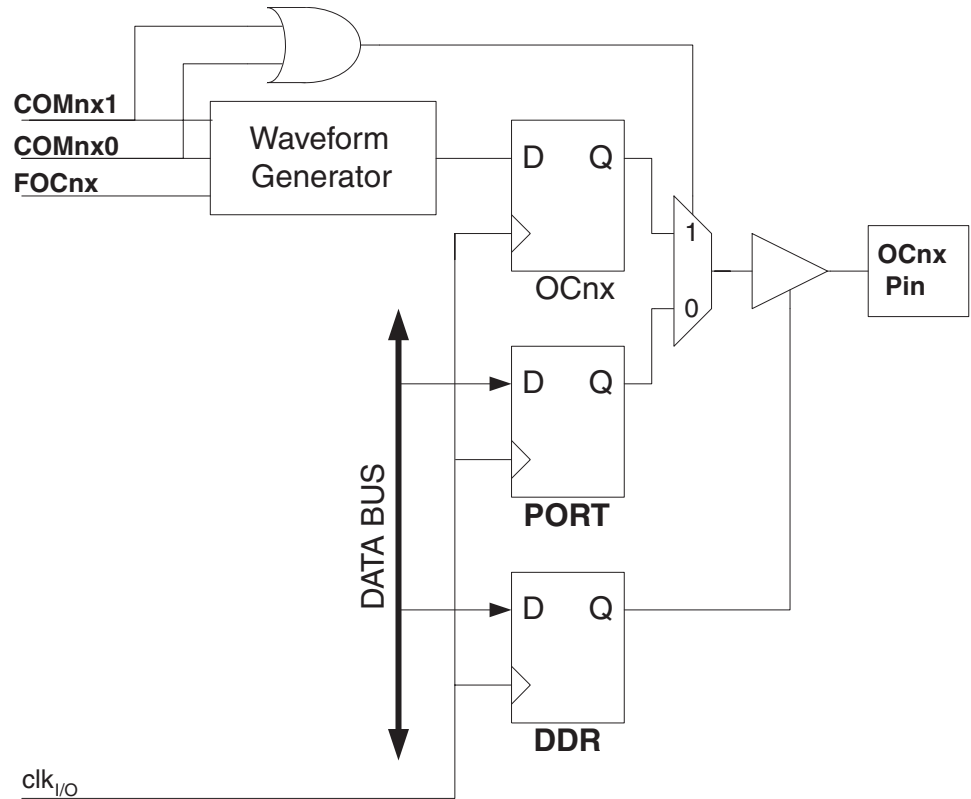 COMnx1
COMnx0
FOCnx
Waveform
Generator
D Q
OCnx
1
0
OCnx
Pin
D Q
PORT
DATA BUS
D Q
DDR
clkI/O